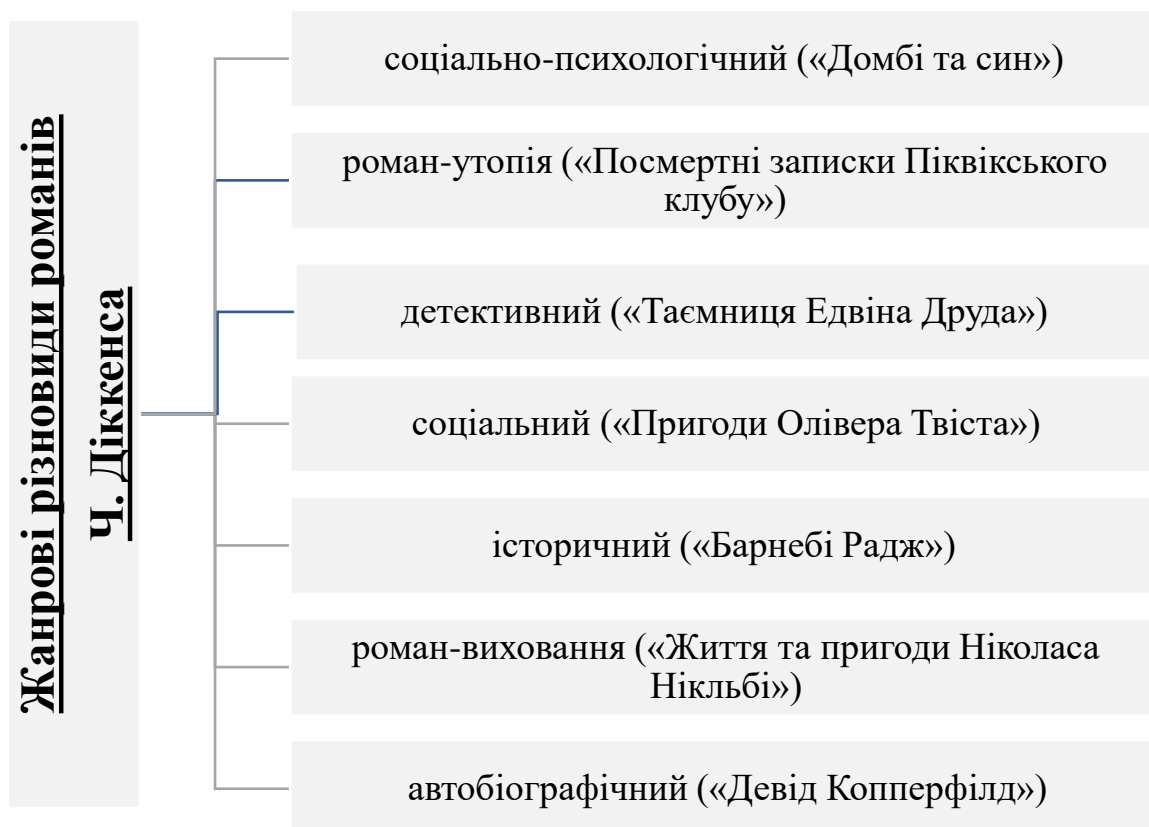 Жанрові різновиди романів
Ч. Діккенса
соціально-психологічний («Домбі та син»)
роман-утопія («Посмертні записки Піквікського
клубу»)
детективний («Таємниця Едвіна Друда»)
соціальний («Пригоди Олівера Твіста»)
історичний («Барнебі Радж»)
роман-виховання («Життя та пригоди Ніколаса
Нікльбі»)
автобіографічний («Девід Копперфілд»)